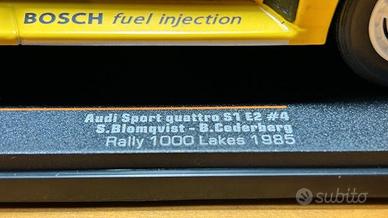 BOSCH fuel injection
Audi Sport quattro S1 E2 #4
S.Blomqvist - B.Cederberg
Rally 1000 Lakes 1985
subito